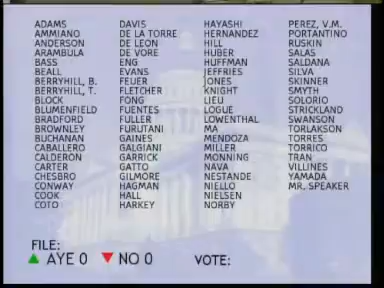 ADAMS
AMMIANO
ANDERSON
ARAMBULA
BASS
BEALL
BERRYHILL, B.
BERRYHILL, T.
BLOCK
BLUMENFIELD
BRADFORD
BROWNLEY
BUCHANAN
CABALLERO
CALDERON
CARTER
CHESBRO
CONWAY
COOK
COTO
DAVIS
DE LA TORRE
DE LEON
DE VORE
ENG
EVANS
FEUER
FLETCHER
FONG
FUENTES
FULLER
FURUTANI
GAINES
GALGIANI
GARRICK
GATTO
GILMORE
HAGMAN
HALL
HARKEY
HAYASHI
HERNANDEZ
HILL
HUBER
HUFFMAN
JEFFRIES
JONES
KNIGHT
LIEU
LOGUE
LOWENTHAL
MA
MENDOZA
MILLER
MONNING
NAVA
NESTANDE
NIELLO
NIELSEN
NORBY
PEREZ, V.M.
PORTANTINO
RUSKIN
SALAS
SALDANA
SILVA
SKINNER
SMYTH
SOLORIO
STRICKLAND
SWANSON
TORLAKSON
TORRES
TORRICO
TRAN
VILLINES
YAMADA
MR. SPEAKER
FILE:
AYE 0 NO 0 VOTE: